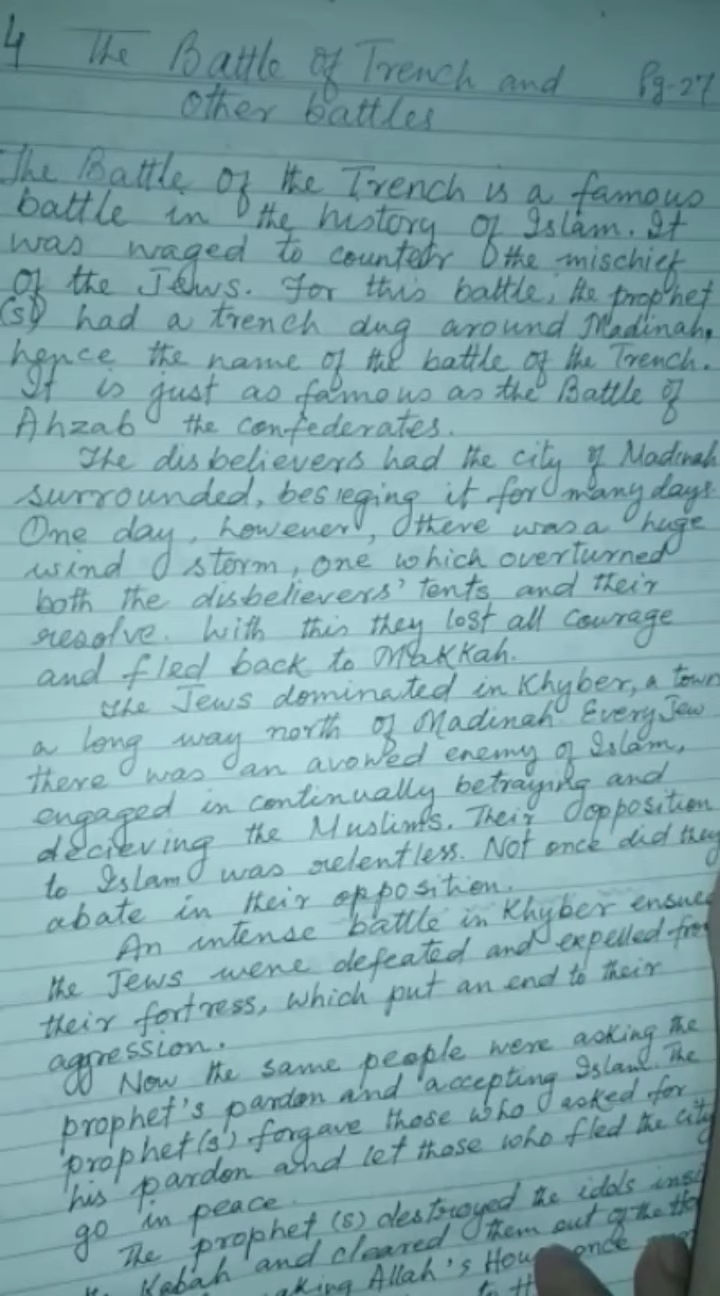 4 The Battle of Trench and Pg-27
other battles
The Battle of the Trench is a famous
battle in the history of Islam. It
was waged to counter the mischief
of the Jews. For this battle, the prophet
(s) had a trench dug around Madinah,
hence the name of the battle of the Trench.
It is just as famous as the Battle of
Ahzab the confederates.
The disbelievers had the city of Madinah
surrounded, besieging it for many days.
One day, however, there was a huge
wind storm, one which overturned
both the disbelievers' tents and their
resolve. With this they lost all courage
and fled back to Makkah.
The Jews dominated in Khyber, a town
a long way north of Madinah. Every Jew
there was an avowed enemy of Islam,
engaged in continually betraying and
decieving the Muslims. Their opposition
to Islam was relentless. Not once did they
abate in their opposition.
An intense battle in Khyber ensued
the Jews were defeated and expelled from
their fortress, which put an end to their
aggression.
Now the same people were asking the
prophet's pardon and accepting Islam. The
prophet (s) forgave those who asked for
his pardon and let those who fled the city
go in peace.
The prophet (s) destroyed the idols
Kabah and cleared them out of the
Allah's once